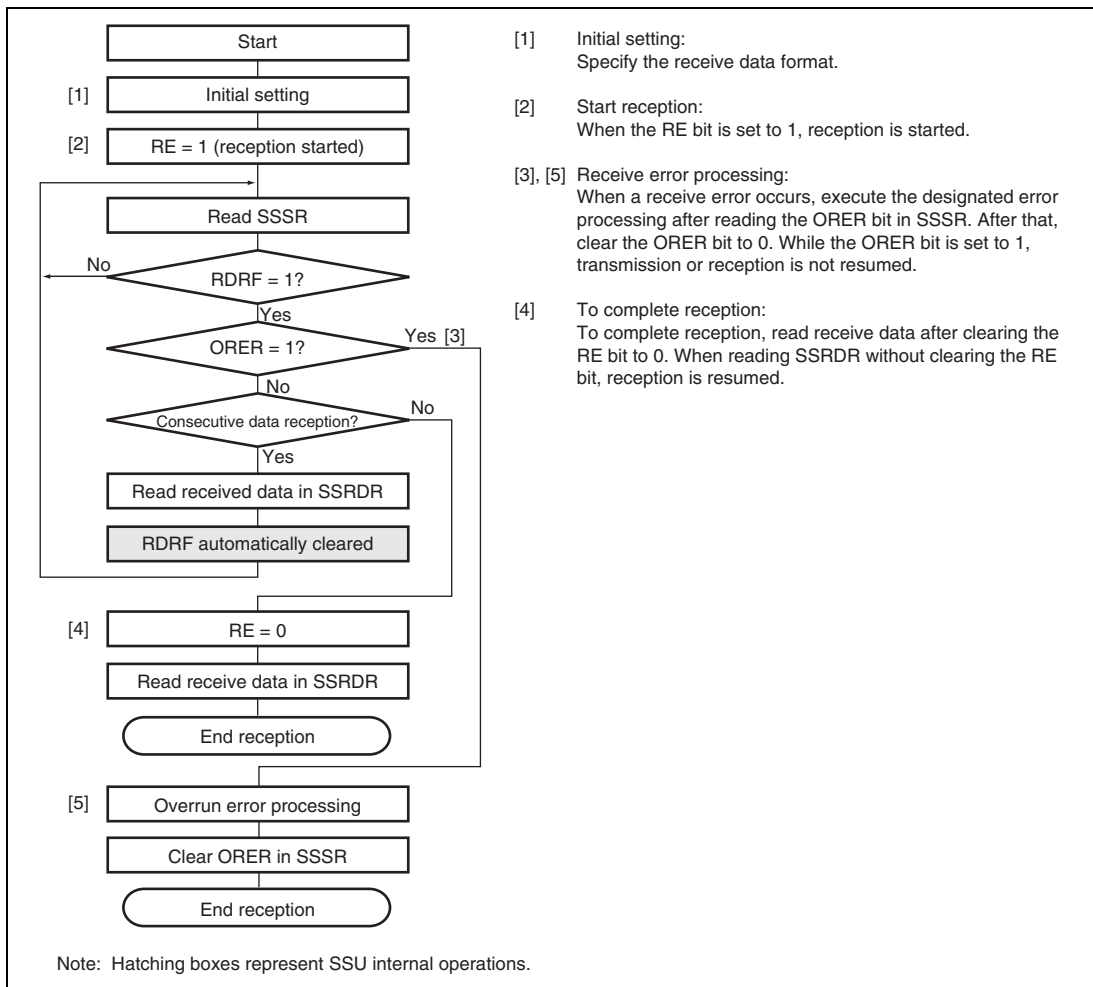 Start
[1] Initial setting
[2] RE = 1 (reception started)
Read SSSR
No
RDRF = 1?
Yes
ORER = 1?
Yes [3]
No
Consecutive data reception?
No
Yes
Read received data in SSRDR
RDRF automatically cleared
[4] RE = 0
Read receive data in SSRDR
End reception
[5] Overrun error processing
Clear ORER in SSSR
End reception
[1] Initial setting:
Specify the receive data format.
[2] Start reception:
When the RE bit is set to 1, reception is started.
[3], [5] Receive error processing:
When a receive error occurs, execute the designated error
processing after reading the ORER bit in SSSR. After that,
clear the ORER bit to 0. While the ORER bit is set to 1,
transmission or reception is not resumed.
[4] To complete reception:
To complete reception, read receive data after clearing the
RE bit to 0. When reading SSRDR without clearing the RE
bit, reception is resumed.
Note: Hatching boxes represent SSU internal operations.